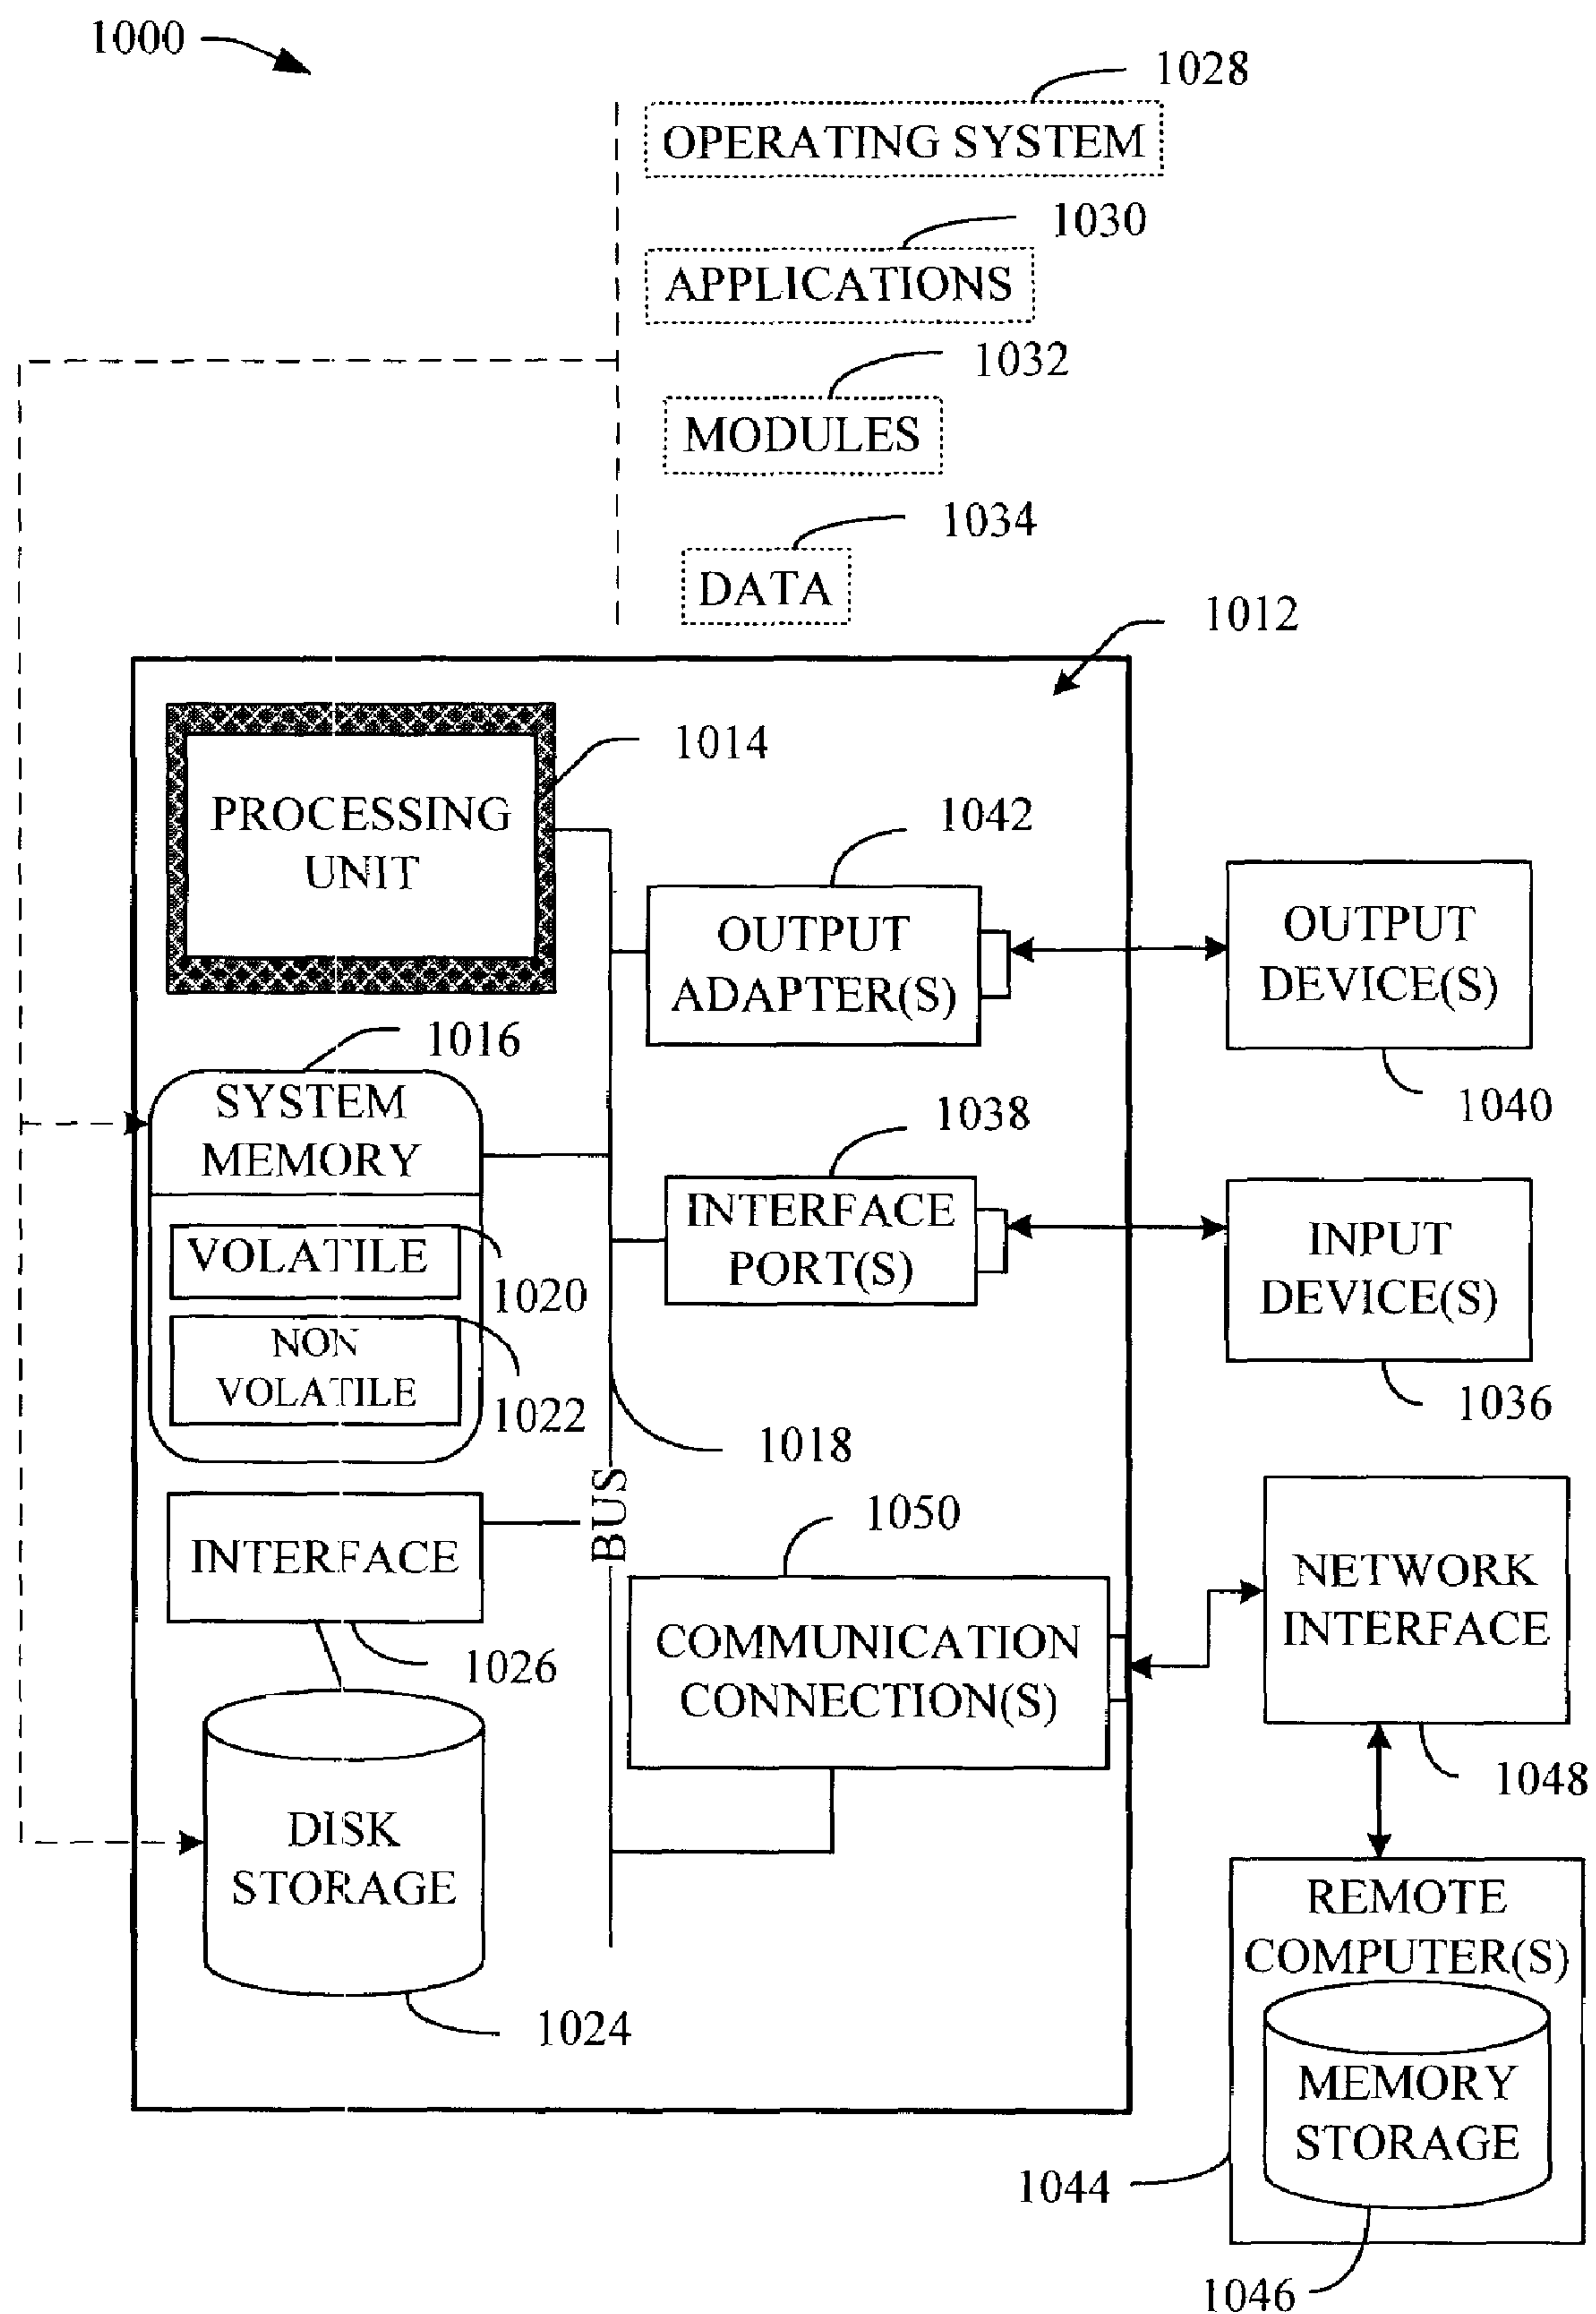 1000
1028
OPERATING SYSTEM
1030
APPLICATIONS
1032
MODULES
1034
DATA
1012
1014
PROCESSING
UNIT
1042
OUTPUT
ADAPTER(S)
OUTPUT
DEVICE(S)
1040
1016
SYSTEM
MEMORY
VOLATILE
1020
NON
VOLATILE
1022
1038
INTERFACE
PORT(S)
INPUT
DEVICE(S)
1036
1018
BUS
INTERFACE
1026
1050
COMMUNICATION
CONNECTION(S)
NETWORK
INTERFACE
1048
DISK
STORAGE
1024
REMOTE
COMPUTER(S)
MEMORY
STORAGE
1044
1046